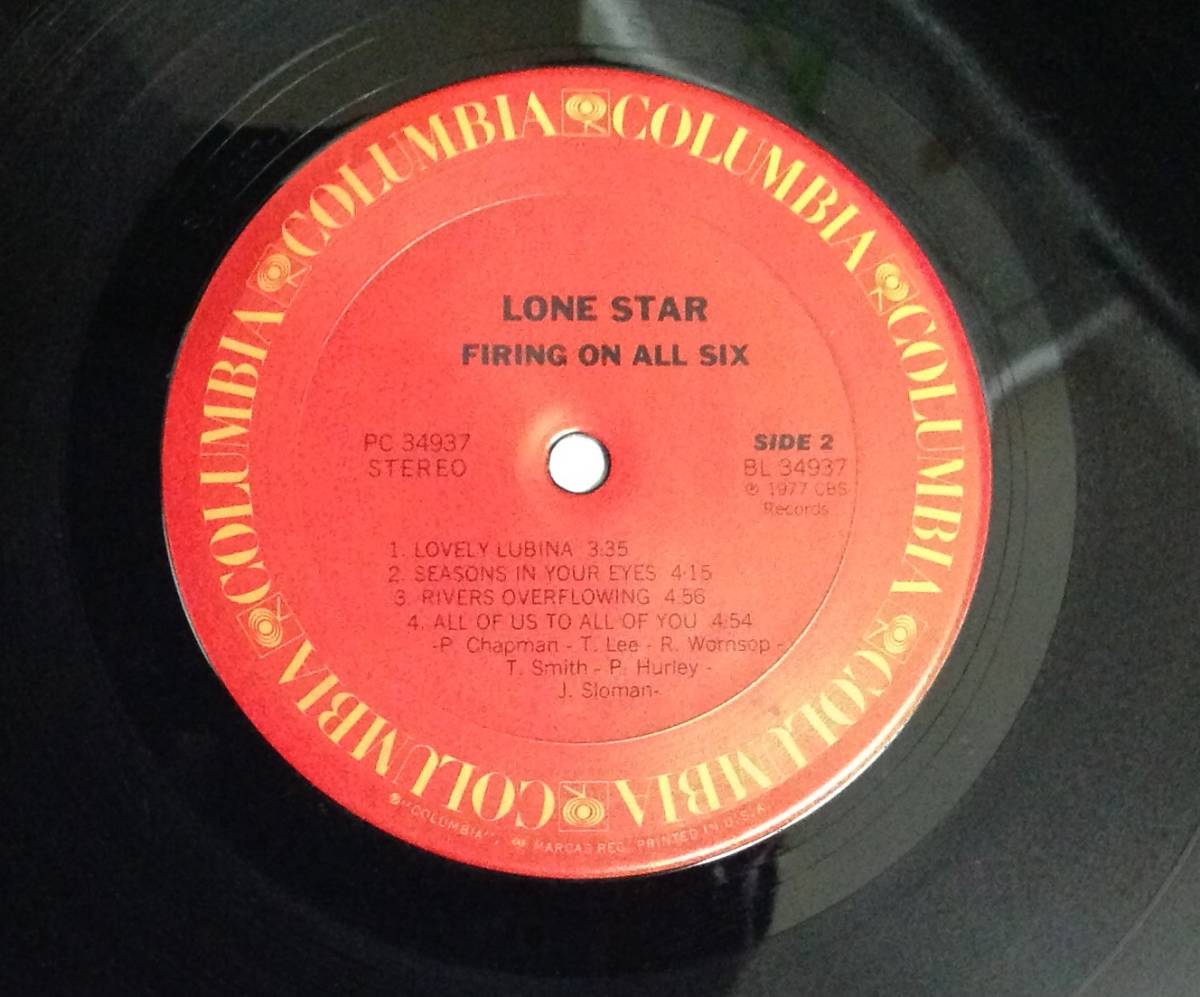 COLUMBIA COLUMBIA COLUMBIA COLUMBIA COLUMBIA COLUMBIA
LONE STAR
FIRING ON ALL SIX
PC 34937
STEREO
SIDE 2
BL 34937
℗ 1977 CBS
Records
1. LOVELY LUBINA 3:35
2. SEASONS IN YOUR EYES 4:15
3. RIVERS OVERFLOWING 4:56
4. ALL OF US TO ALL OF YOU 4:54
-P. Chapman - T. Lee - R. Wornsop -
T. Smith - P. Hurley -
J. Sloman-
® "COLUMBIA", MARCAS REG. PRINTED IN U.S.A.